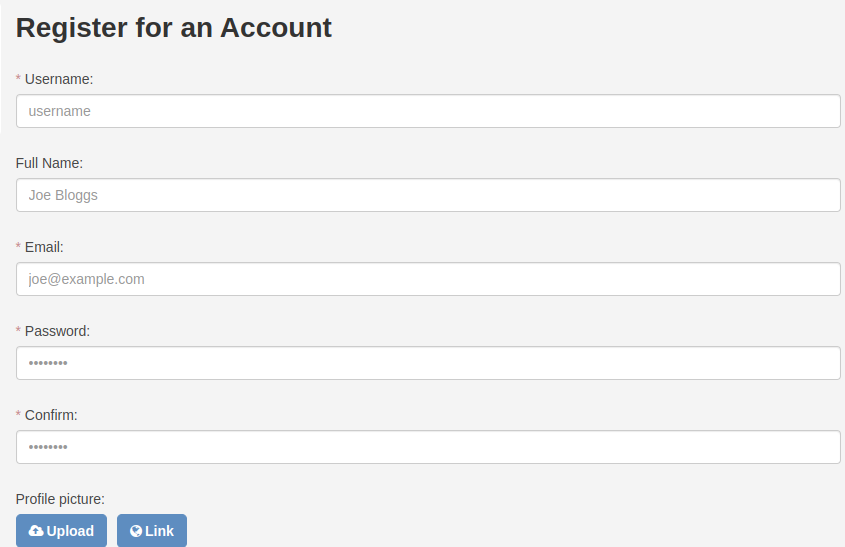 Register for an Account
* Username:
username
Full Name:
Joe Bloggs
* Email:
joe@example.com
* Password:
••••••••
* Confirm:
••••••••
Profile picture:
Upload Link